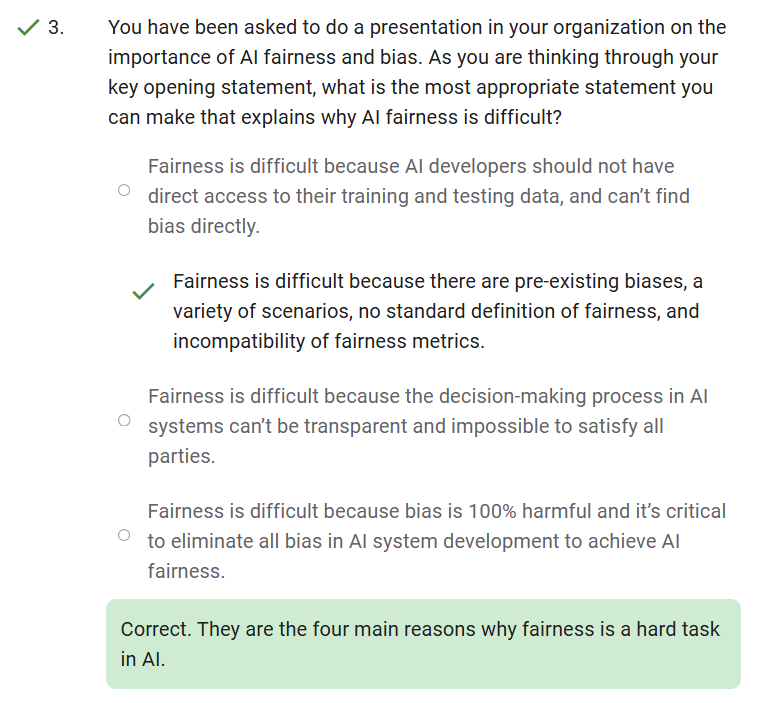 3. You have been asked to do a presentation in your organization on the
importance of AI fairness and bias. As you are thinking through your
key opening statement, what is the most appropriate statement you
can make that explains why AI fairness is difficult?
Fairness is difficult because AI developers should not have
direct access to their training and testing data, and can’t find
bias directly.
Fairness is difficult because there are pre-existing biases, a
variety of scenarios, no standard definition of fairness, and
incompatibility of fairness metrics.
Fairness is difficult because the decision-making process in AI
systems can’t be transparent and impossible to satisfy all
parties.
Fairness is difficult because bias is 100% harmful and it’s critical
to eliminate all bias in AI system development to achieve AI
fairness.
Correct. They are the four main reasons why fairness is a hard task
in AI.